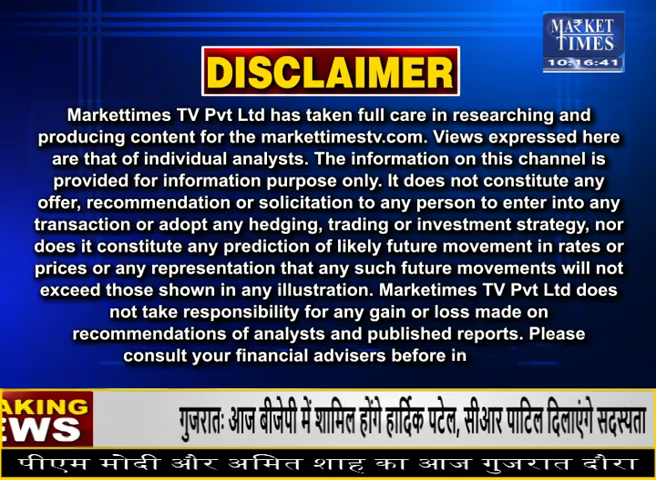 MARKET
TIMES
10:16:41
DISCLAIMER
Markettimes TV Pvt Ltd has taken full care in researching and
producing content for the markettimestv.com. Views expressed here
are that of individual analysts. The information on this channel is
provided for information purpose only. It does not constitute any
offer, recommendation or solicitation to any person to enter into any
transaction or adopt any hedging, trading or investment strategy, nor
does it constitute any prediction of likely future movement in rates or
prices or any representation that any such future movements will not
exceed those shown in any illustration. Marketimes TV Pvt Ltd does
not take responsibility for any gain or loss made on
recommendations of analysts and published reports. Please
consult your financial advisers before in
AKING
EWS
गुजरातः आज बीजेपी में शामिल होंगे हार्दिक पटेल, सीआर पाटिल दिलाएंगे सदस्यता
पीएम मोदी और अमित शाह का आज गुजरात दौरा